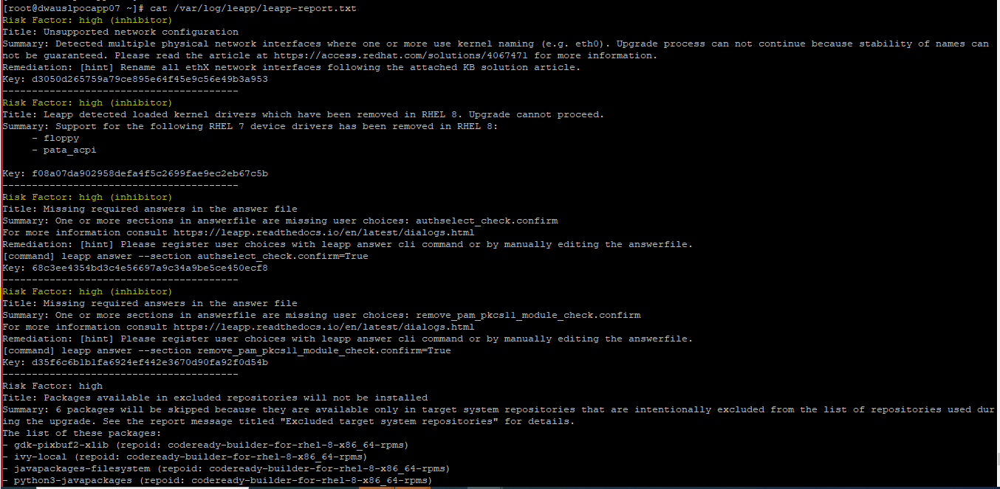 [root@dwauslpocapp07 ~]# cat /var/log/leapp/leapp-report.txt
Risk Factor: high (inhibitor)
Title: Unsupported network configuration
Summary: Detected multiple physical network interfaces where one or more use kernel naming (e.g. eth0). Upgrade process can not continue because stability of names can
not be guaranteed. Please read the article at https://access.redhat.com/solutions/4067471 for more information.
Remediation: [hint] Rename all ethX network interfaces following the attached KB solution article.
Key: d3050d265759a79ce895e64f45e9c56e49b3a953
----------------------------------------
Risk Factor: high (inhibitor)
Title: Leapp detected loaded kernel drivers which have been removed in RHEL 8. Upgrade cannot proceed.
Summary: Support for the following RHEL 7 device drivers has been removed in RHEL 8:
     - floppy
     - pata_acpi
Key: f08a07da902958defa4f5c2699fae9ec2eb67c5b
----------------------------------------
Risk Factor: high (inhibitor)
Title: Missing required answers in the answer file
Summary: One or more sections in answerfile are missing user choices: authselect_check.confirm
For more information consult https://leapp.readthedocs.io/en/latest/dialogs.html
Remediation: [hint] Please register user choices with leapp answer cli command or by manually editing the answerfile.
[command] leapp answer --section authselect_check.confirm=True
Key: 68c3ee4354bd3c4e56697a9c34a9be5ce450ecf8
----------------------------------------
Risk Factor: high (inhibitor)
Title: Missing required answers in the answer file
Summary: One or more sections in answerfile are missing user choices: remove_pam_pkcs11_module_check.confirm
For more information consult https://leapp.readthedocs.io/en/latest/dialogs.html
Remediation: [hint] Please register user choices with leapp answer cli command or by manually editing the answerfile.
[command] leapp answer --section remove_pam_pkcs11_module_check.confirm=True
Key: d35f6c6b1b1fa6924ef442e3670d90fa92f0d54b
----------------------------------------
Risk Factor: high
Title: Packages available in excluded repositories will not be installed
Summary: 6 packages will be skipped because they are available only in target system repositories that are intentionally excluded from the list of repositories used dur
ing the upgrade. See the report message titled "Excluded target system repositories" for details.
The list of these packages:
- gdk-pixbuf2-xlib (repoid: codeready-builder-for-rhel-8-x86_64-rpms)
- ivy-local (repoid: codeready-builder-for-rhel-8-x86_64-rpms)
- javapackages-filesystem (repoid: codeready-builder-for-rhel-8-x86_64-rpms)
- python3-javapackages (repoid: codeready-builder-for-rhel-8-x86_64-rpms)